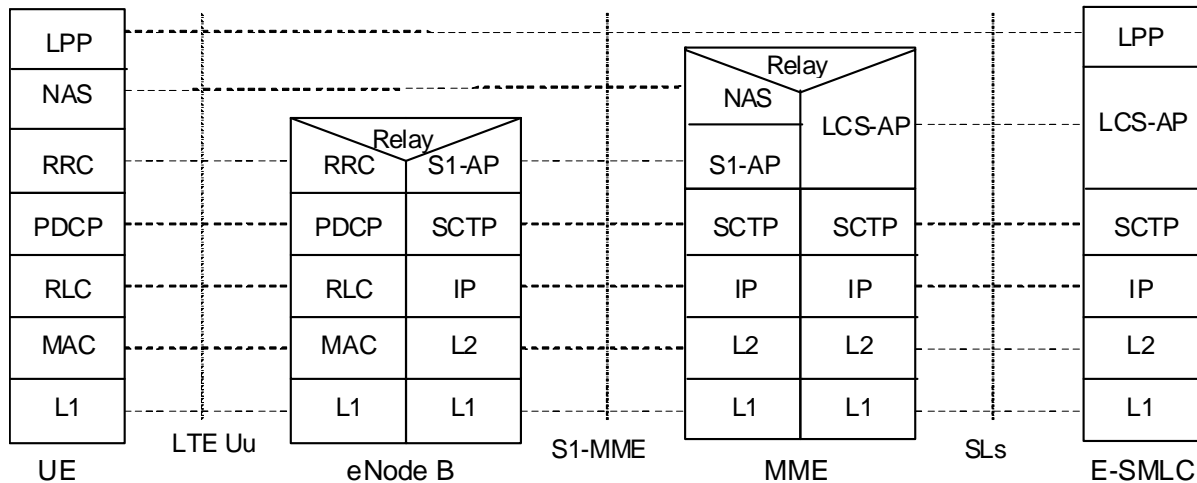 LPP
NAS
RRC
PDCP
RLC
MAC
L1
UE
LTE Uu
Relay
RRC
S1-AP
PDCP
SCTP
RLC
IP
MAC
L2
L1
L1
eNode B
S1-MME
Relay
NAS
LCS-AP
S1-AP
SCTP
SCTP
IP
IP
L2
L2
L1
L1
MME
SLs
LPP
LCS-AP
SCTP
IP
L2
L1
E-SMLC